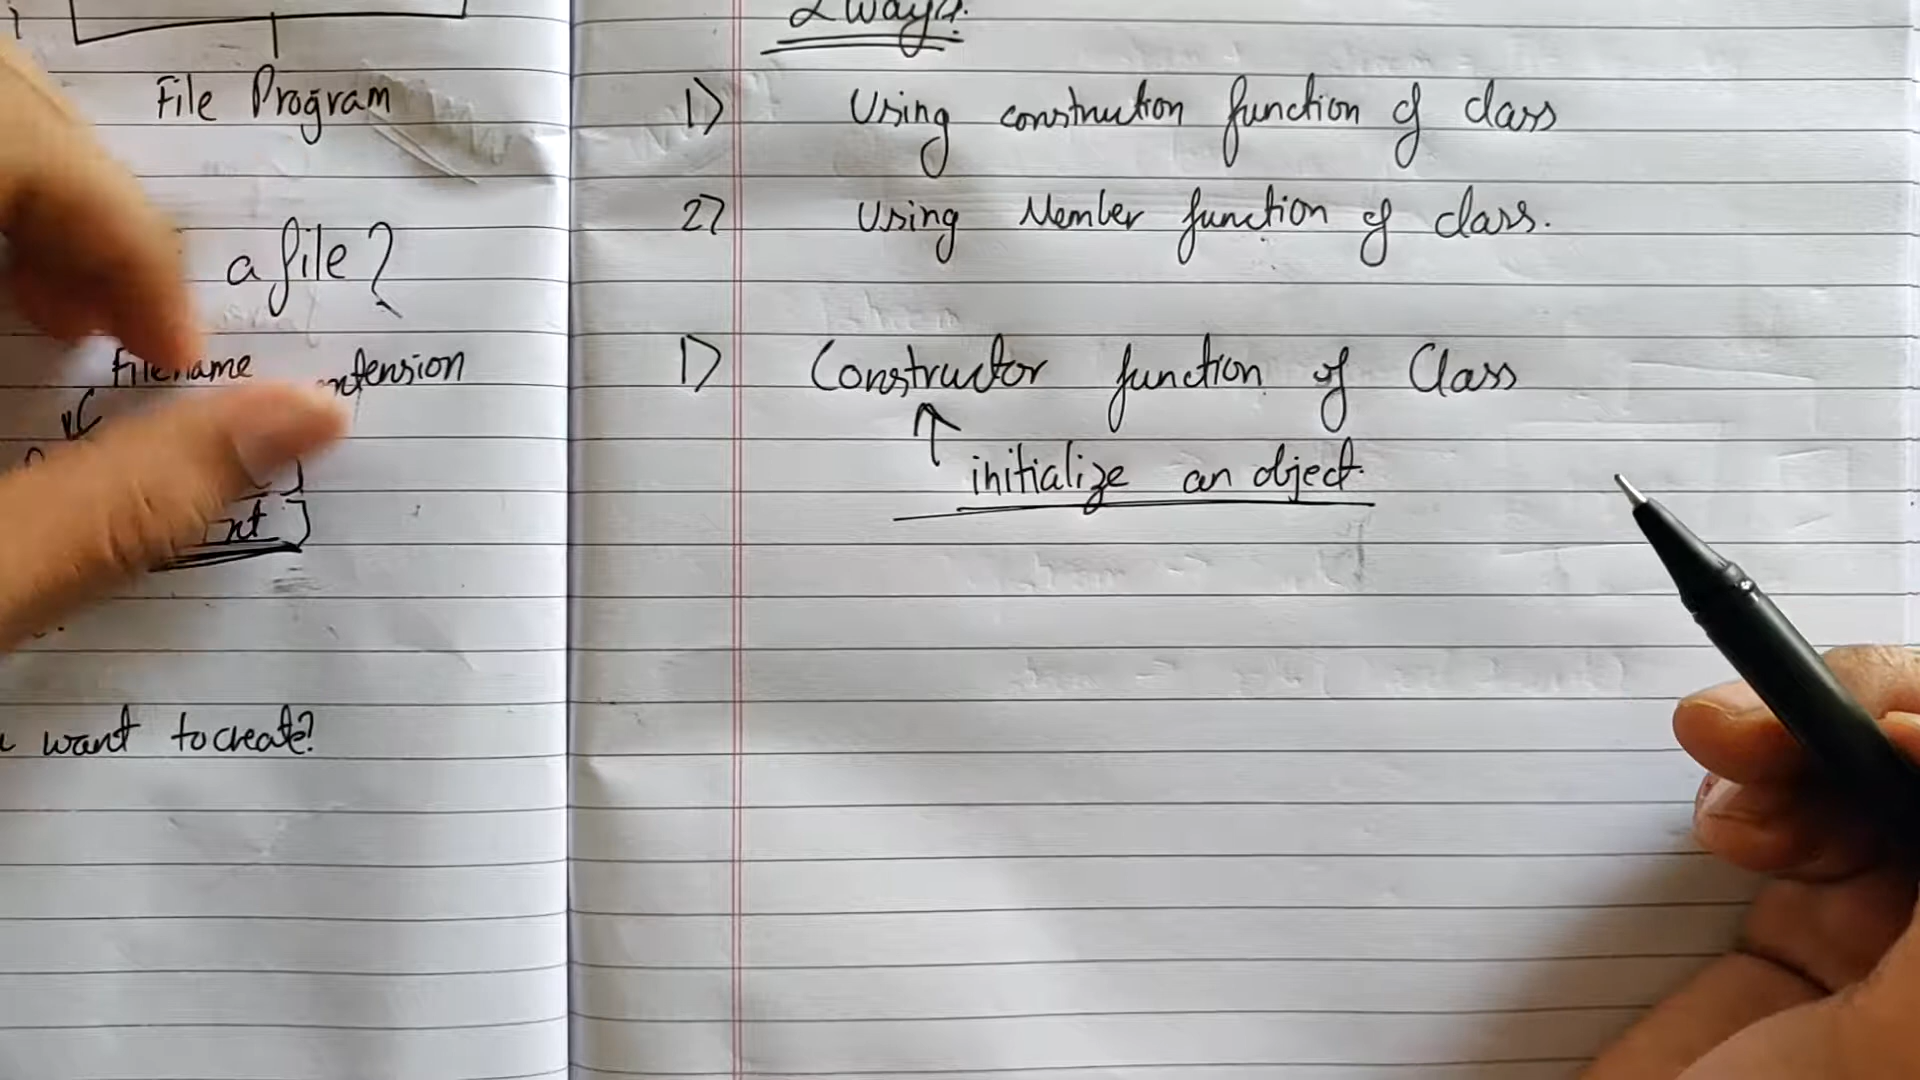 File Program
a file?
Filename
want to create?
2 ways.
1) Using construction function of class
2) Using Member function of class.
1) Constructor function of Class
initialize an object.